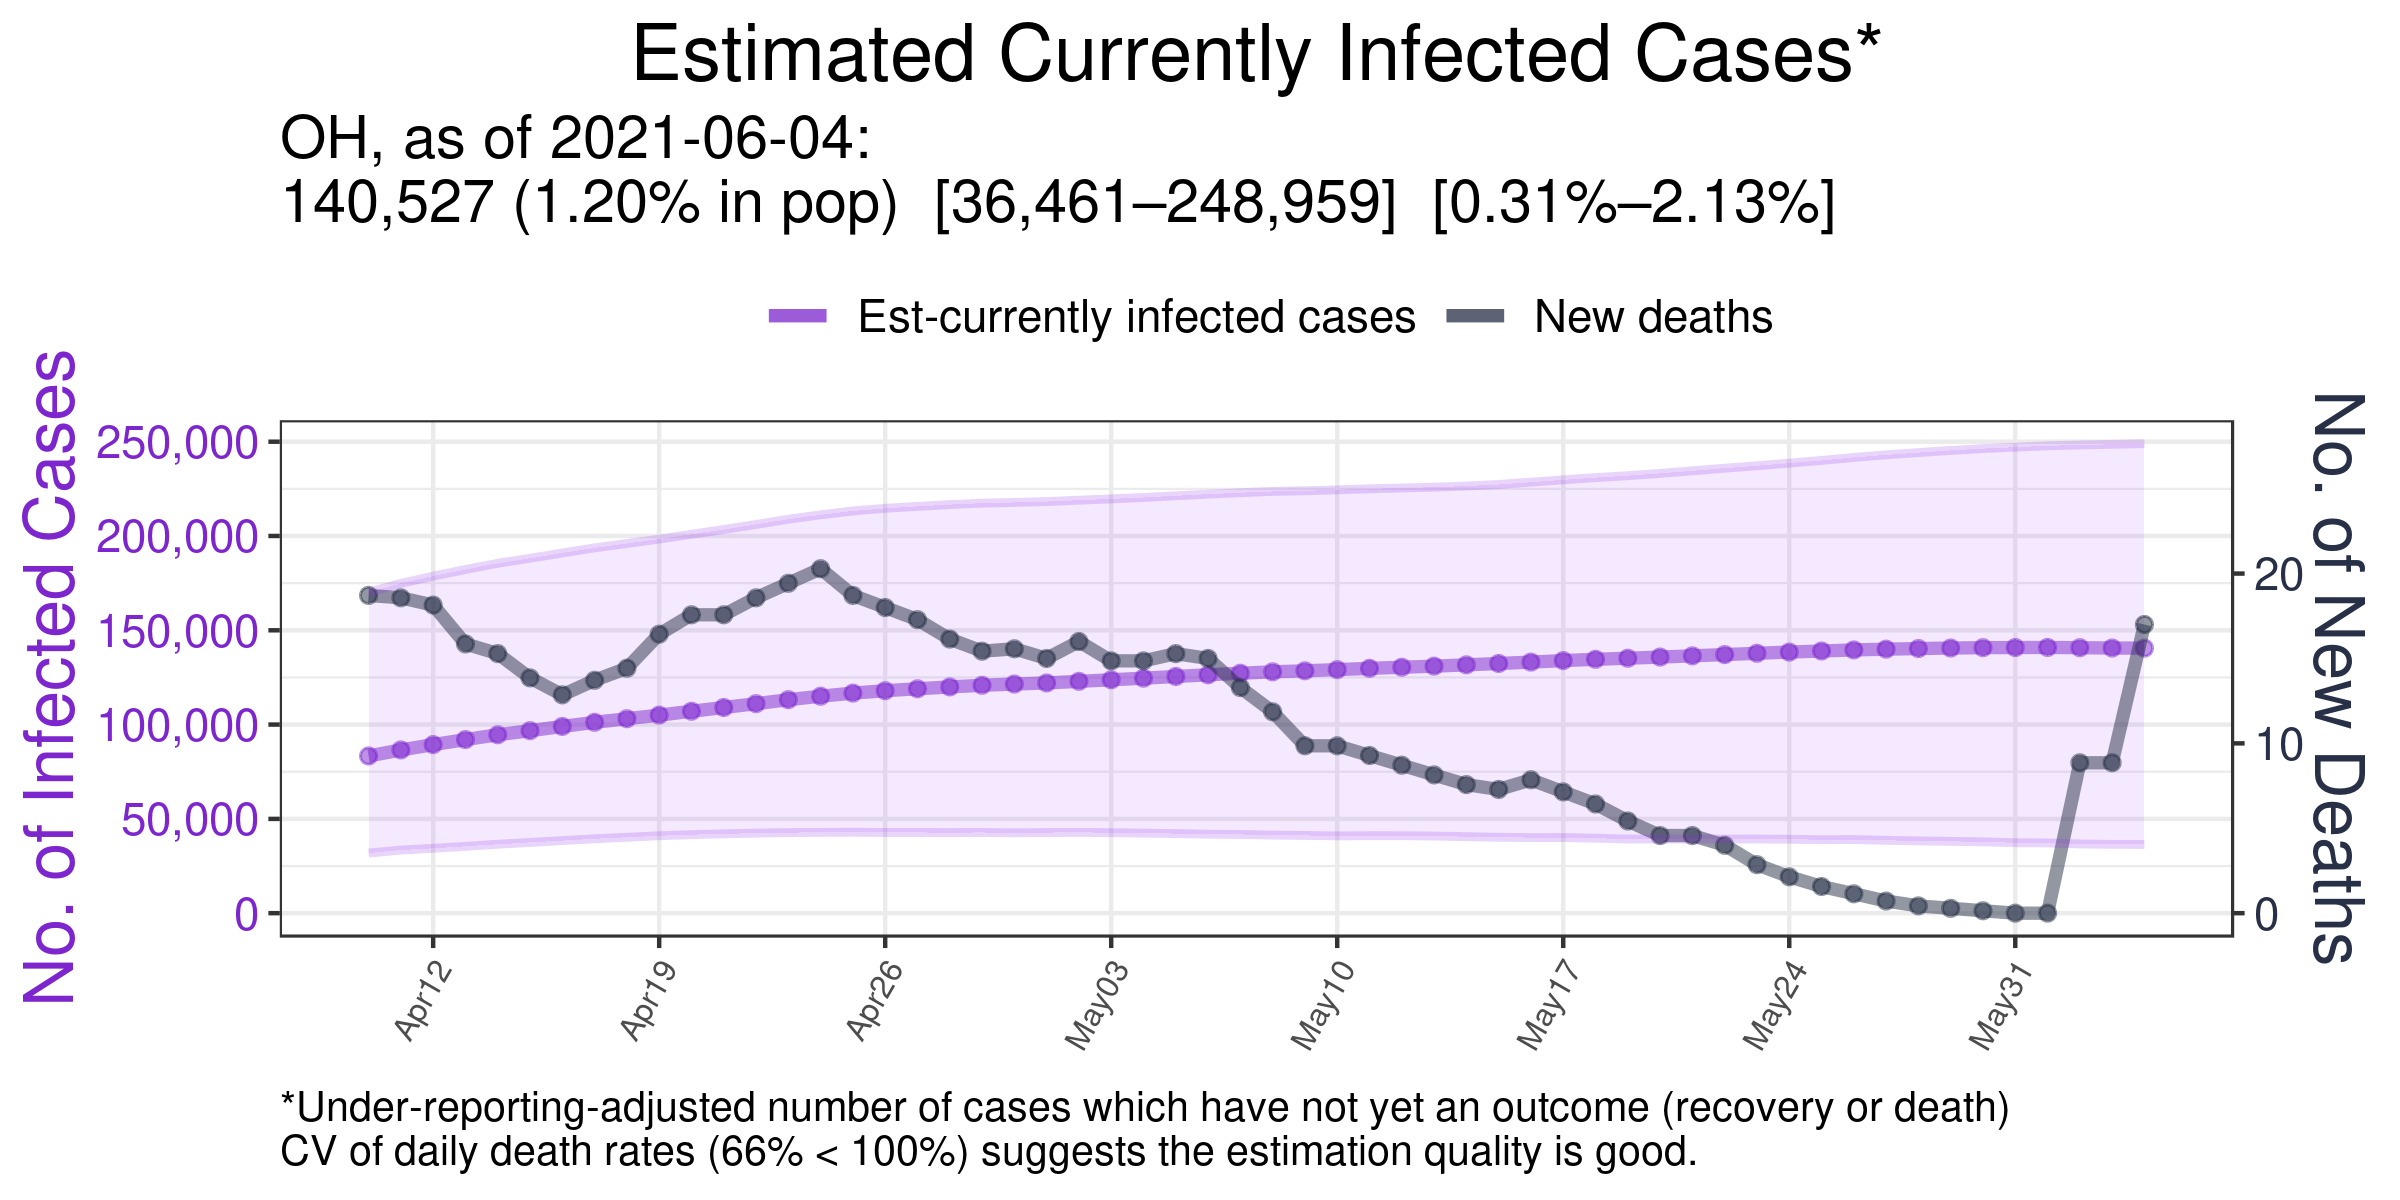 Estimated Currently Infected Cases*
OH, as of 2021-06-04:
140,527 (1.20% in pop)  [36,461–248,959]  [0.31%–2.13%]
Est-currently infected cases
New deaths
No. of Infected Cases
250,000
200,000
150,000
100,000
50,000
0
20
10
0
No. of New Deaths
Apr12
Apr19
Apr26
May03
May10
May17
May24
May31
*Under-reporting-adjusted number of cases which have not yet an outcome (recovery or death)
CV of daily death rates (66% < 100%) suggests the estimation quality is good.